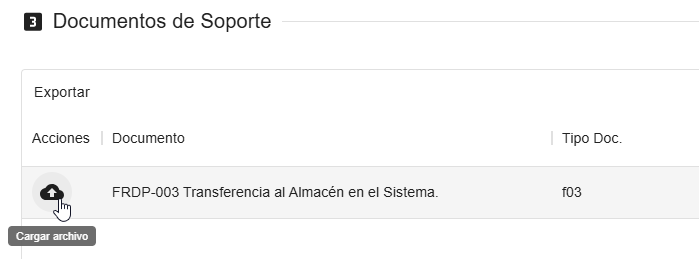 3 Documentos de Soporte
Exportar
Acciones Documento Tipo Doc.
FRDP-003 Transferencia al Almacén en el Sistema. f03
Cargar archivo